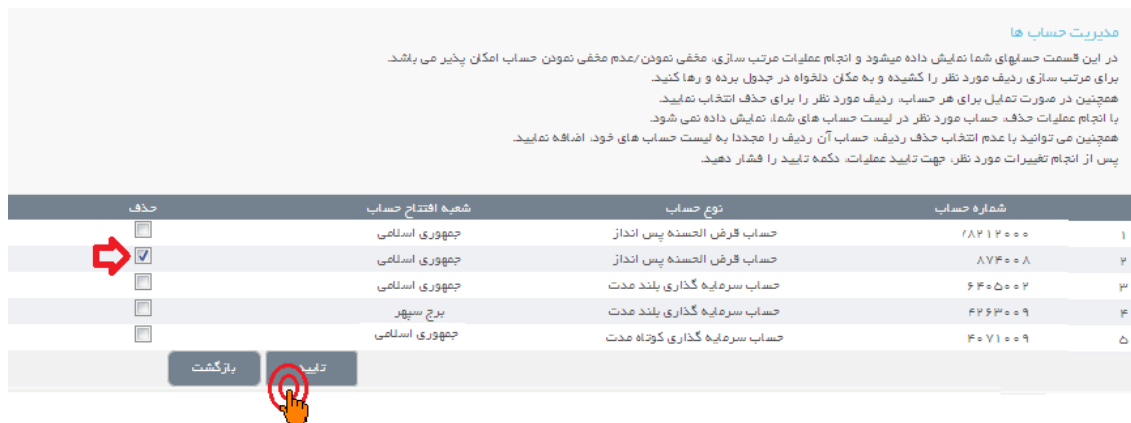 مدیریت حساب ها
در این قسمت حسابهای شما نمایش داده میشود و انجام عملیات مرتب سازی، مخفی نمودن/عدم مخفی نمودن حساب امکان پذیر می باشد.
برای مرتب سازی ردیف مورد نظر را کشیده و به مکان دلخواه در جدول برده و رها کنید.
همچنین در صورت تمایل برای هر حساب، ردیف مورد نظر را برای حذف انتخاب نمایید.
با انجام عملیات حذف، حساب مورد نظر در لیست حساب های شما، نمایش داده نمی شود.
همچنین می توانید با عدم انتخاب حذف ردیف، حساب آن ردیف را مجددا به لیست حساب های خود، اضافه نمایید.
پس از انجام تغییرات مورد نظر، جهت تایید عملیات، دکمه تایید را فشار دهید.
شماره حساب نوع حساب شعبه افتتاح حساب حذف
۱ حساب قرض الحسنه پس انداز جمهوری اسلامی
۲ ۸۷۴۰۰۸ حساب قرض الحسنه پس انداز جمهوری اسلامی
۳ ۶۴۰۵۰۰۲ حساب سرمایه گذاری بلند مدت جمهوری اسلامی
۴ ۴۲۶۳۰۰۹ حساب سرمایه گذاری بلند مدت برج سپهر
۵ ۴۰۷۱۰۰۹ حساب سرمایه گذاری کوتاه مدت جمهوری اسلامی
تایید بازگشت